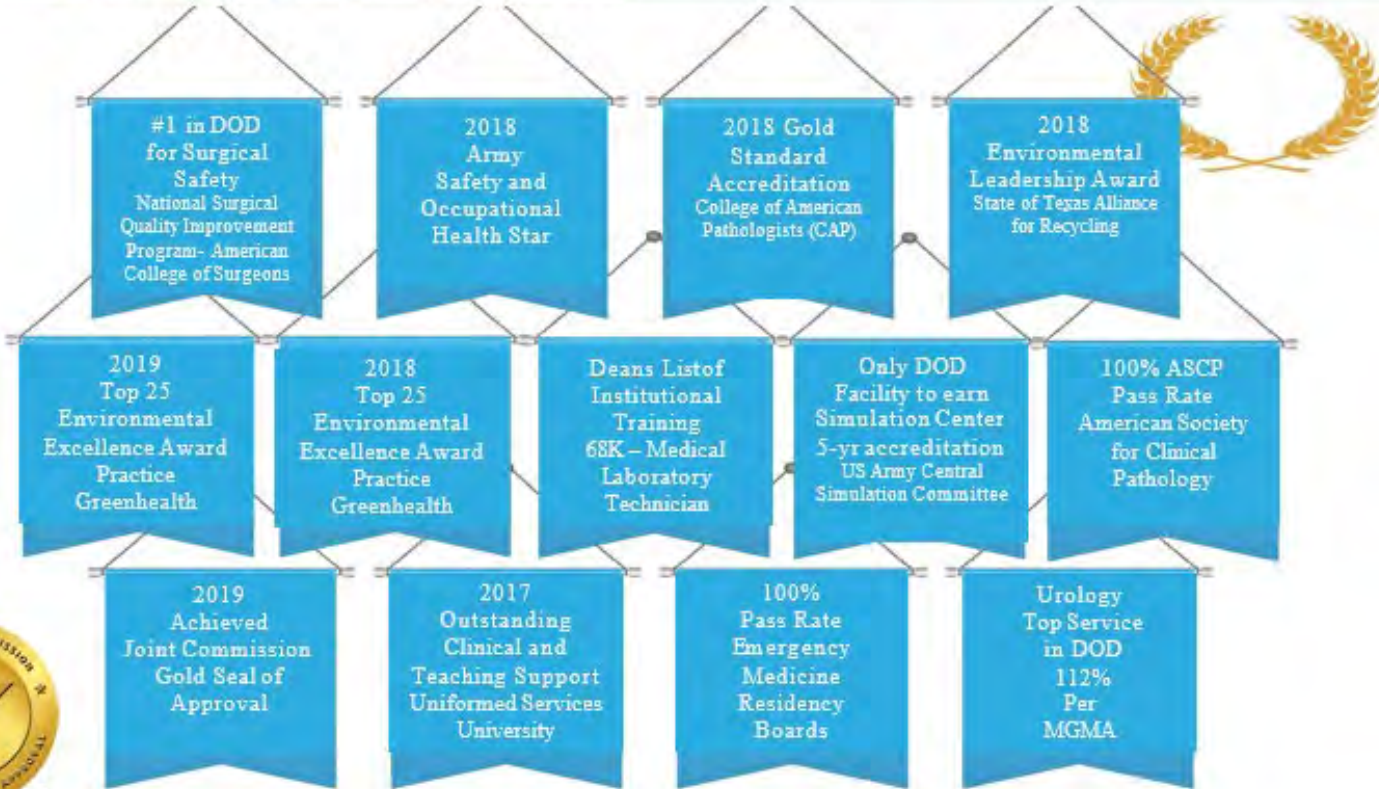 #1 in DOD
for Surgical
Safety
National Surgical
Quality Improvement
Program- American
College of Surgeons
2018
Army
Safety and
Occupational
Health Star
2018 Gold
Standard
Accreditation
College of American
Pathologists (CAP)
2018
Environmental
Leadership Award
State of Texas Alliance
for Recycling
2019
Top 25
Environmental
Excellence Award
Practice
Greenhealth
2018
Top 25
Environmental
Excellence Award
Practice
Greenhealth
Deans Listof
Institutional
Training
68K – Medical
Laboratory
Technician
Only DOD
Facility to earn
Simulation Center
5-yr accreditation
US Army Central
Simulation Committee
100% ASCP
Pass Rate
American Society
for Clinical
Pathology
2019
Achieved
Joint Commission
Gold Seal of
Approval
2017
Outstanding
Clinical and
Teaching Support
Uniformed Services
University
100%
Pass Rate
Emergency
Medicine
Residency
Boards
Urology
Top Service
in DOD
112%
Per
MGMA